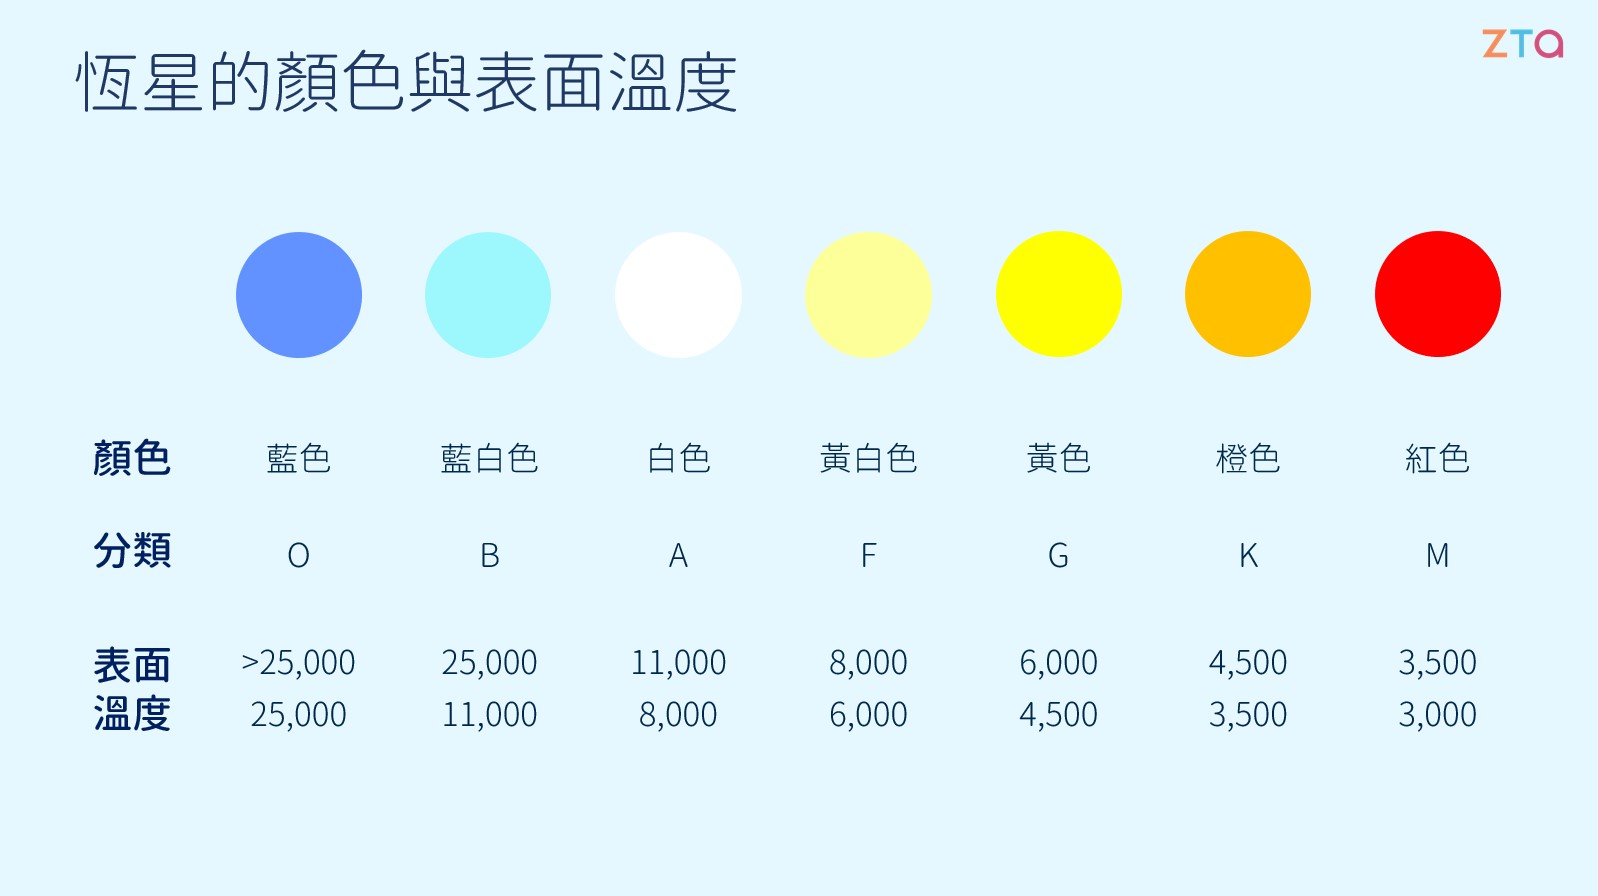 恆星的顏色與表面溫度
ZTA
顏色 藍色 藍白色 白色 黃白色 黃色 橙色 紅色
分類 O B A F G K M
表面 >25,000 25,000 11,000 8,000 6,000 4,500 3,500
溫度 25,000 11,000 8,000 6,000 4,500 3,500 3,000